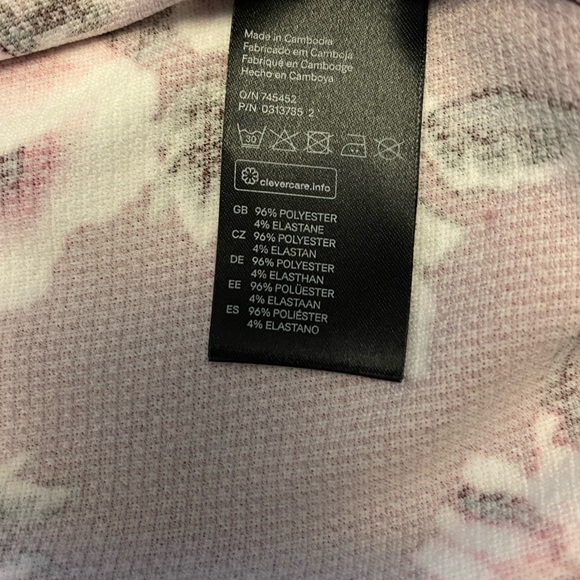 Made in Cambodia
Fabricado em Camboja
Fabriqué en Cambodge
Hecho en Camboya
O/N 745452
P/N 0313785 2
30
clevercare.info
GB 96% POLYESTER
4% ELASTANE
CZ 96% POLYESTER
4% ELASTAN
DE 96% POLYESTER
4% ELASTHAN
EE 96% POLÜESTER
4% ELASTAAN
ES 96% POLIÉSTER
4% ELASTANO